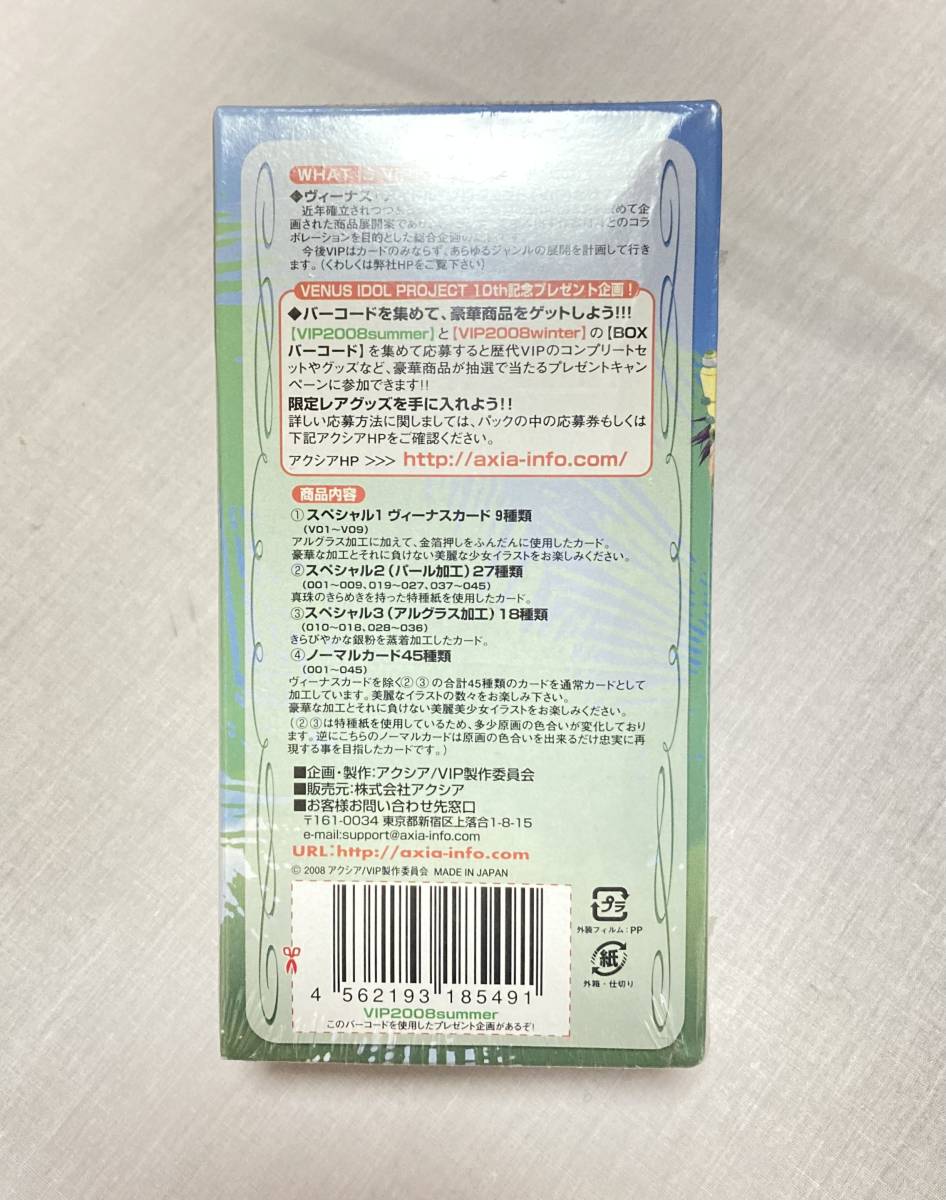 WHAT
◆ヴィーナス
近年確立されつつ めて企
画された商品展開案であり とのコラ
ボレーションを目的とした総合企画の
今後VIPはカードのみならず、あらゆるジャンルの展開を計画して行き
ます。(くわしくは弊社HPをご覧下さい)
VENUS IDOL PROJECT 10th記念プレゼント企画！
◆バーコードを集めて、豪華商品をゲットしよう!!!
【VIP2008summer】と【VIP2008winter】の【BOX
バーコード】を集めて応募すると歴代VIPのコンプリートセ
ットやグッズなど、豪華商品が抽選で当たるプレゼントキャン
ペーンに参加できます!!
限定レアグッズを手に入れよう!!
詳しい応募方法に関しましては、パックの中の応募券もしくは
下記アクシアHPをご確認ください。
アクシアHP >>> http://axia-info.com/
商品内容
①スペシャル1 ヴィーナスカード 9種類
(V01～V09)
アルグラス加工に加えて、金箔押しをふんだんに使用したカード。
豪華な加工とそれに負けない美麗な少女イラストをお楽しみください。
②スペシャル2(パール加工)27種類
(001～009、019～027、037～045)
真珠のきらめきを持った特種紙を使用したカード。
③スペシャル3(アルグラス加工)18種類
(010～018、028～036)
きらびやかな銀粉を蒸着加工したカード。
④ノーマルカード45種類
(001～045)
ヴィーナスカードを除く②③の合計45種類のカードを通常カードとして
加工しています。美麗なイラストの数々をお楽しみ下さい。
豪華な加工とそれに負けない美麗美少女イラストをお楽しみください。
(②③は特種紙を使用しているため、多少原画の色合いが変化しており
ます。逆にこちらのノーマルカードは原画の色合いを出来るだけ忠実に再
現する事を目指したカードです。)
■企画・製作：アクシア/VIP製作委員会
■販売元：株式会社アクシア
■お客様お問い合わせ先窓口
〒161-0034 東京都新宿区上落合1-8-15
e-mail:support@axia-info.com
URL:http://axia-info.com
© 2008 アクシア/VIP製作委員会 MADE IN JAPAN
プラ
外装フィルム：PP
紙
外箱・仕切り
4 562193 185491
VIP2008summer
このバーコードを使用したプレゼント企画があるぞ!